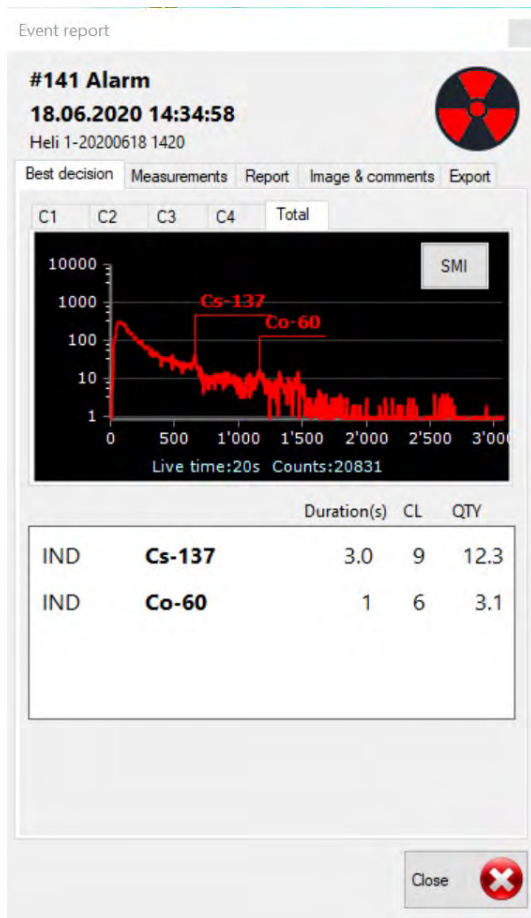 Event report
#141 Alarm
18.06.2020 14:34:58
Heli 1-20200618 1420
Best decision Measurements Report Image & comments Export
C1 C2 C3 C4 Total
SMI
10000
1000
100
10
1
Cs-137
Co-60
0 500 1'000 1'500 2'000 2'500 3'000
Live time:20s Counts:20831
Duration(s) CL QTY
IND Cs-137 3.0 9 12.3
IND Co-60 1 6 3.1
Close